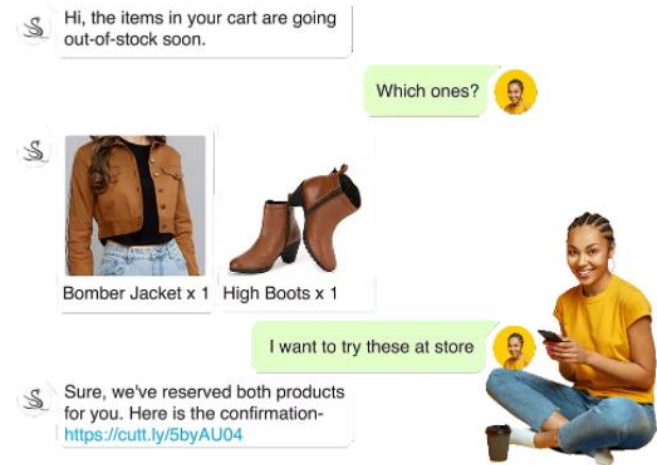 Hi, the items in your cart are going
out-of-stock soon.
Which ones?
Bomber Jacket x 1
High Boots x 1
I want to try these at store
Sure, we've reserved both products
for you. Here is the confirmation-
https://cutt.ly/5byAU04